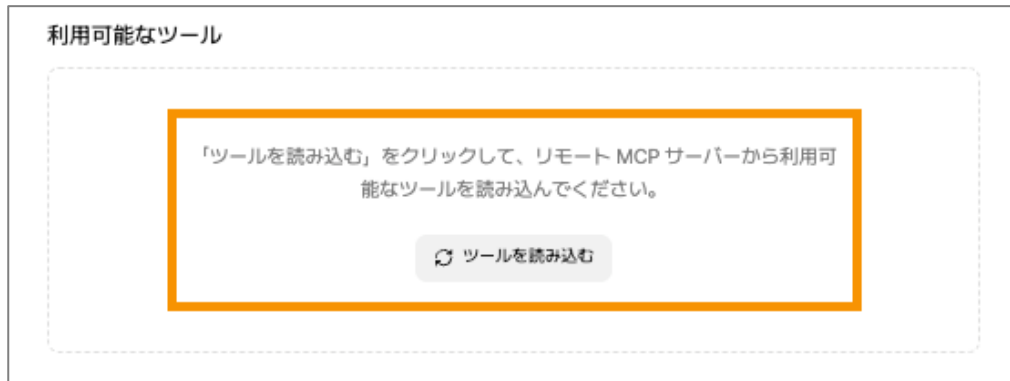 利用可能なツール
「ツールを読み込む」をクリックして、リモート MCP サーバーから利用可
能なツールを読み込んでください。
ツールを読み込む